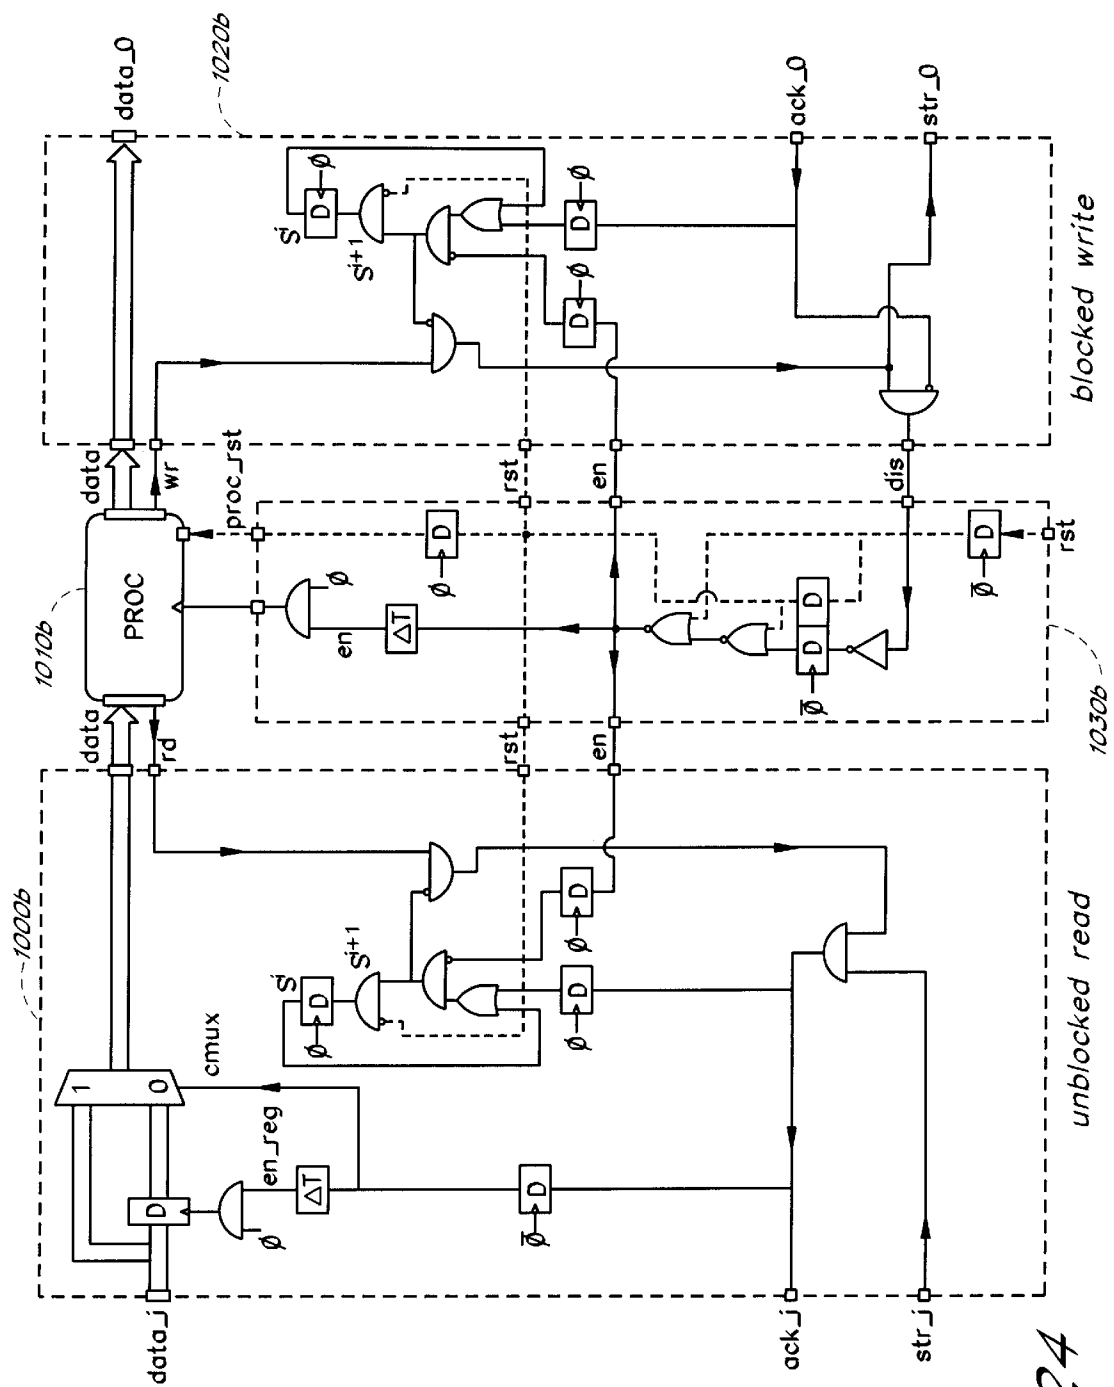 1000b
data_j
D
1
0
cmux
en_reg
ø
ΔT
D
ø̅
ack_j
str_j
unblocked read
S^i
D
ø
S^i+1
D
ø
D
ø
data
rd
rst
en
1010b
PROC
proc_rst
ø
en
ΔT
D
ø
D
D
ø̅
D
ø̅
rst
1030b
data
wr
rst
en
dis
1020b
data_0
S^i
D
ø
S^i+1
D
ø
D
ø
ack_0
str_0
blocked write
24